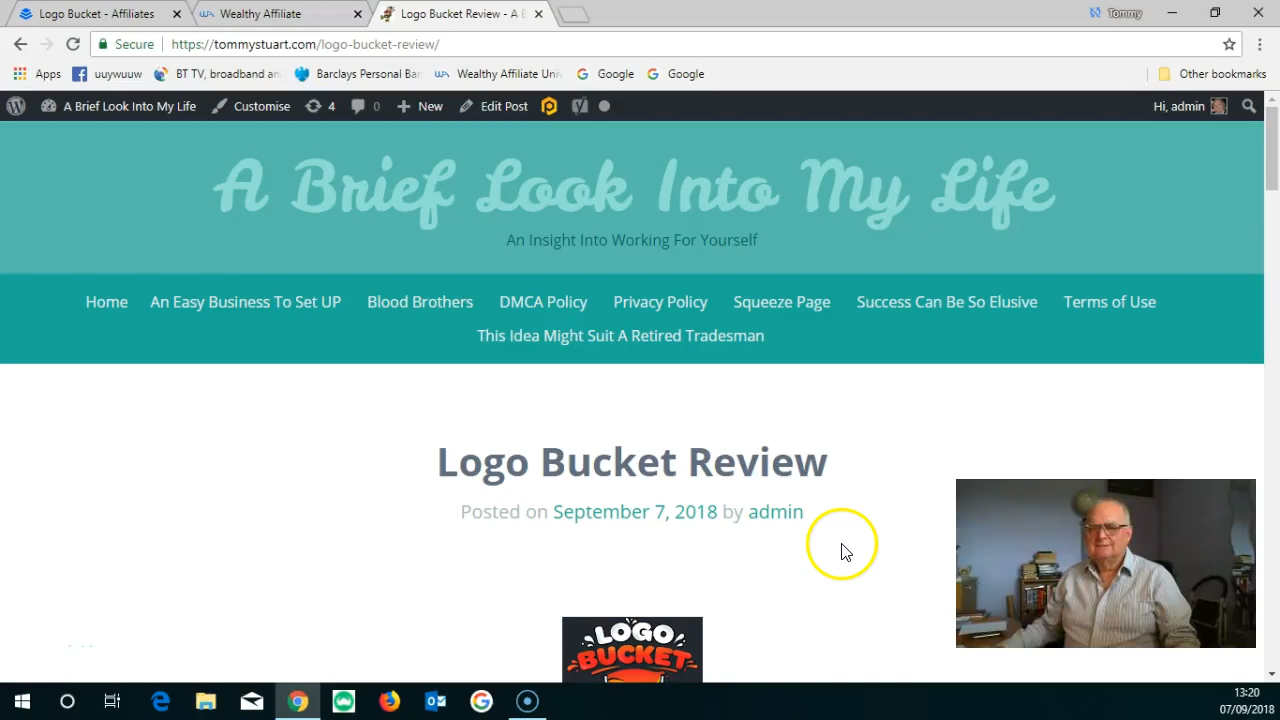 Logo Bucket - Affiliates
Wealthy Affiliate
Logo Bucket Review - A B
Tommy
Secure
https://tommystuart.com/logo-bucket-review/
Apps
uuywuuw
BT TV, broadband an
Barclays Personal Ba
Wealthy Affiliate Uni
Google
Google
Other bookmarks
A Brief Look Into My Life
Customise
4
0
New
Edit Post
Hi, admin
A Brief Look Into My Life
An Insight Into Working For Yourself
Home
An Easy Business To Set UP
Blood Brothers
DMCA Policy
Privacy Policy
Squeeze Page
Success Can Be So Elusive
Terms of Use
This Idea Might Suit A Retired Tradesman
Logo Bucket Review
Posted on September 7, 2018 by admin
LOGO
BUCKET
13:20
07/09/2018